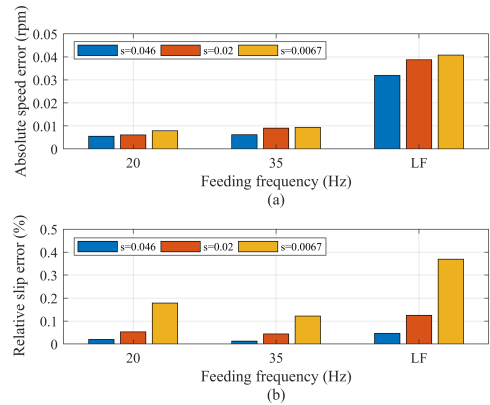 Absolute speed error (rpm)
0.05
0.04
0.03
0.02
0.01
0
s=0.046 s=0.02 s=0.0067
20 35 LF
Feeding frequency (Hz)
(a)
Relative slip error (%)
0.5
0.4
0.3
0.2
0.1
0
s=0.046 s=0.02 s=0.0067
20 35 LF
Feeding frequency (Hz)
(b)